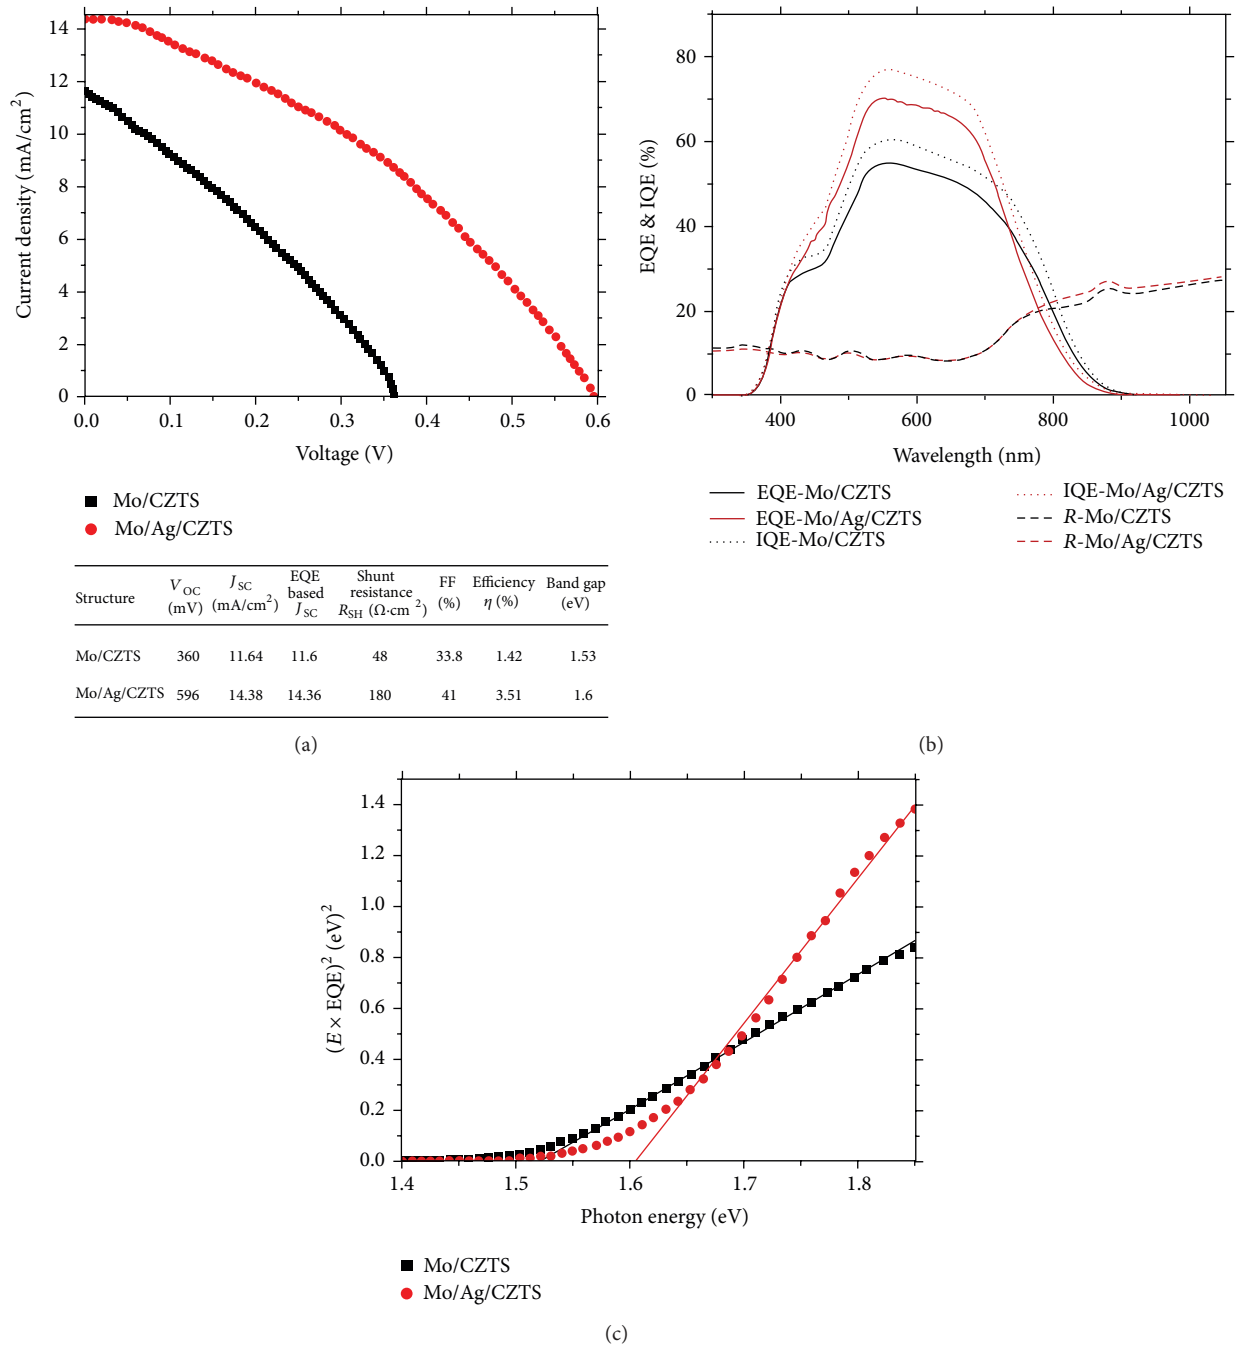 14
12
10
8
6
4
2
0
Current density (mA/cm2)
0.0 0.1 0.2 0.3 0.4 0.5 0.6
Voltage (V)
Mo/CZTS
Mo/Ag/CZTS
Structure VOC (mV) JSC (mA/cm2) EQE based JSC Shunt resistance RSH (Ω·cm 2) FF (%) Efficiency η (%) Band gap (eV)
Mo/CZTS 360 11.64 11.6 48 33.8 1.42 1.53
Mo/Ag/CZTS 596 14.38 14.36 180 41 3.51 1.6
(a)
80
60
40
20
0
EQE & IQE (%)
400 600 800 1000
Wavelength (nm)
EQE-Mo/CZTS
EQE-Mo/Ag/CZTS
IQE-Mo/CZTS
IQE-Mo/Ag/CZTS
R-Mo/CZTS
R-Mo/Ag/CZTS
(b)
1.4
1.2
1.0
0.8
0.6
0.4
0.2
0.0
(E × EQE)2 (eV)2
1.4 1.5 1.6 1.7 1.8
Photon energy (eV)
Mo/CZTS
Mo/Ag/CZTS
(c)